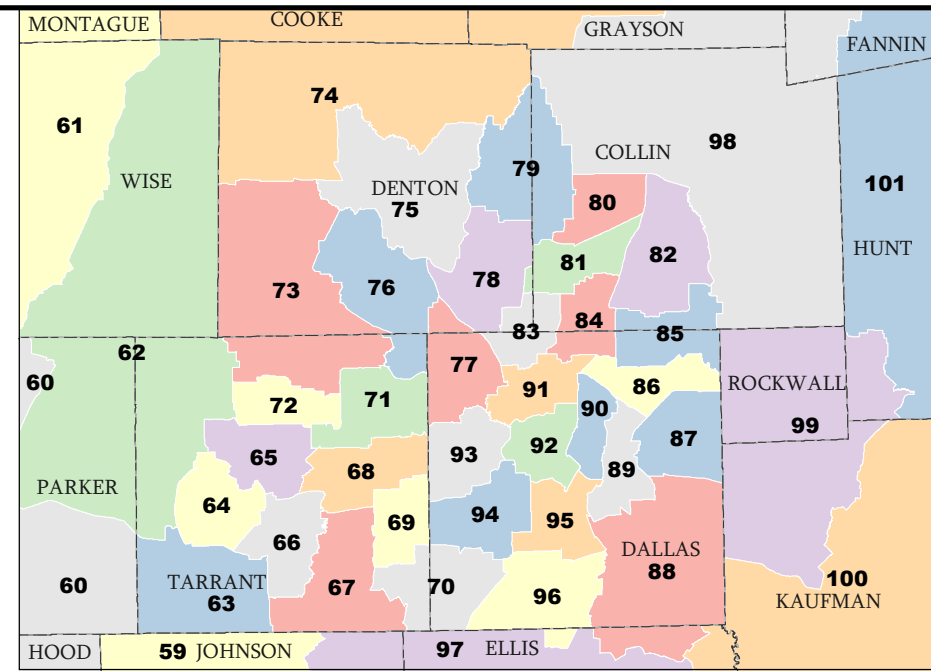 MONTAGUE
COOKE
GRAYSON
FANNIN
74
61
COLLIN
98
WISE
79
101
DENTON
75
80
HUNT
82
81
78
76
73
84
83
85
62
77
60
86
ROCKWALL
91
71
72
90
99
87
92
93
65
68
89
PARKER
64
94
95
69
66
DALLAS
88
100
KAUFMAN
60
TARRANT
63
67
70
96
HOOD
59 JOHNSON
97
ELLIS